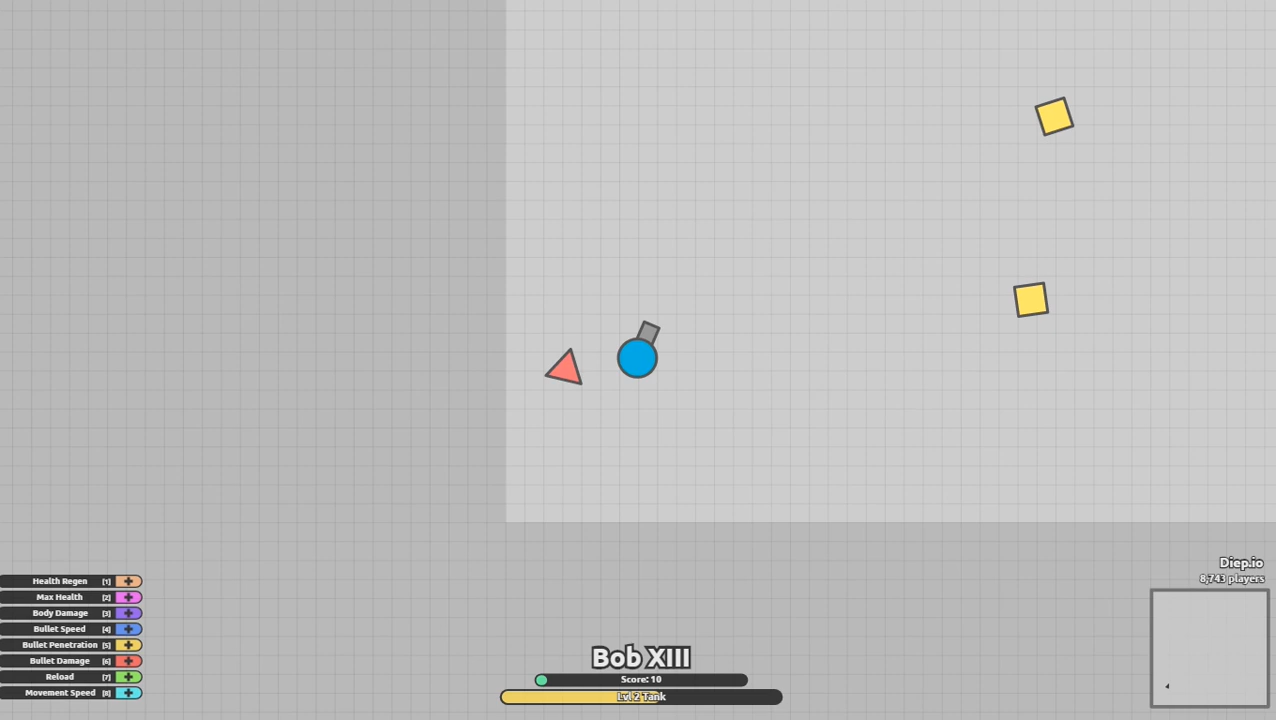 Health Regen [1]
Max Health [2]
Body Damage [3]
Bullet Speed [4]
Bullet Penetration [5]
Bullet Damage [6]
Reload [7]
Movement Speed [8]
Bob XIII
Score: 10
Lvl 2 Tank
Diep.io
8,743 players